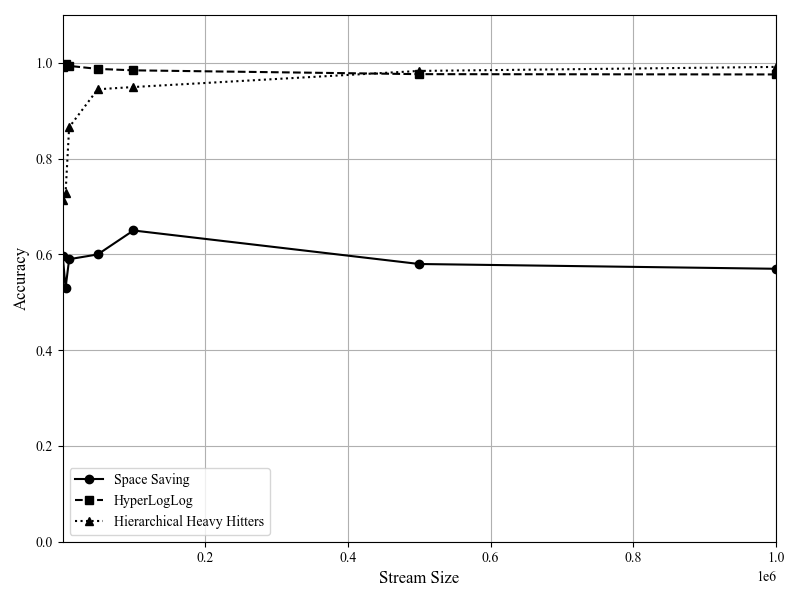 1.0
0.8
0.6
0.4
0.2
0.0
Accuracy
Space Saving
HyperLogLog
Hierarchical Heavy Hitters
0.2 0.4 0.6 0.8 1.0
Stream Size
1e6